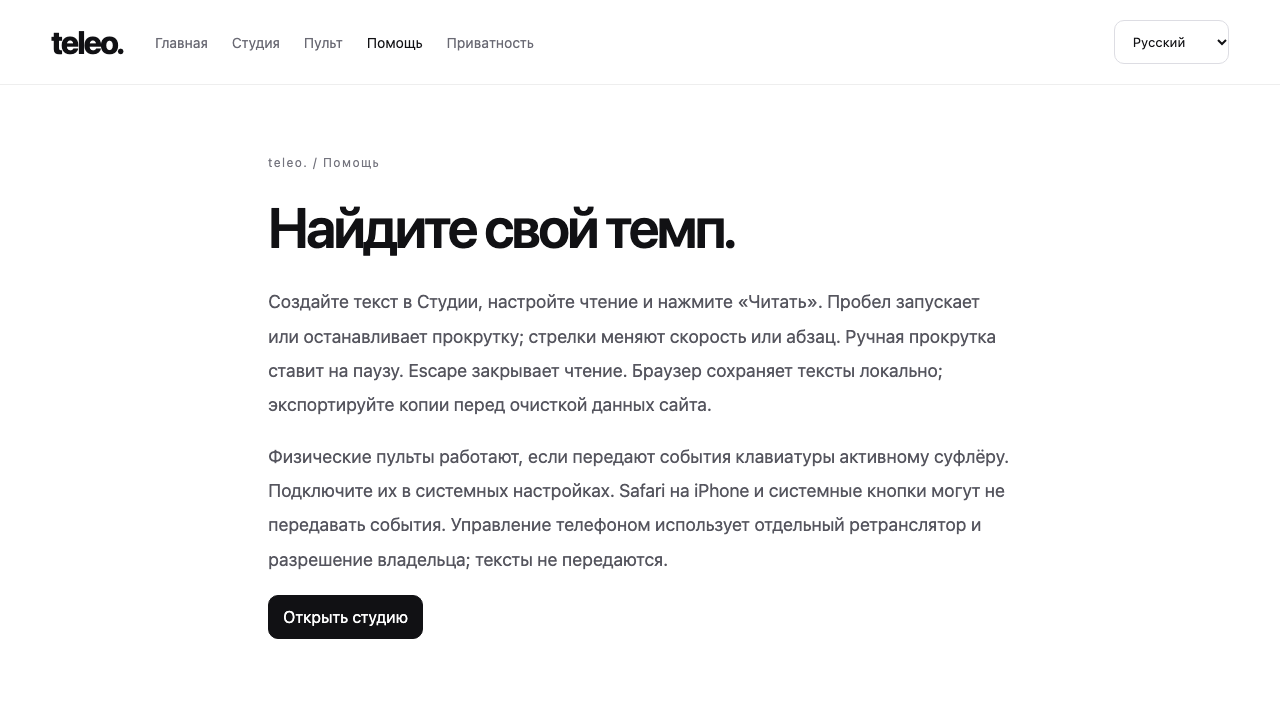 teleo.
Главная
Студия
Пульт
Помощь
Приватность
Русский
teleo. / Помощь
Найдите свой темп.
Создайте текст в Студии, настройте чтение и нажмите «Читать». Пробел запускает
или останавливает прокрутку; стрелки меняют скорость или абзац. Ручная прокрутка
ставит на паузу. Escape закрывает чтение. Браузер сохраняет тексты локально;
экспортируйте копии перед очисткой данных сайта.
Физические пульты работают, если передают события клавиатуры активному суфлёру.
Подключите их в системных настройках. Safari на iPhone и системные кнопки могут не
передавать события. Управление телефоном использует отдельный ретранслятор и
разрешение владельца; тексты не передаются.
Открыть студию